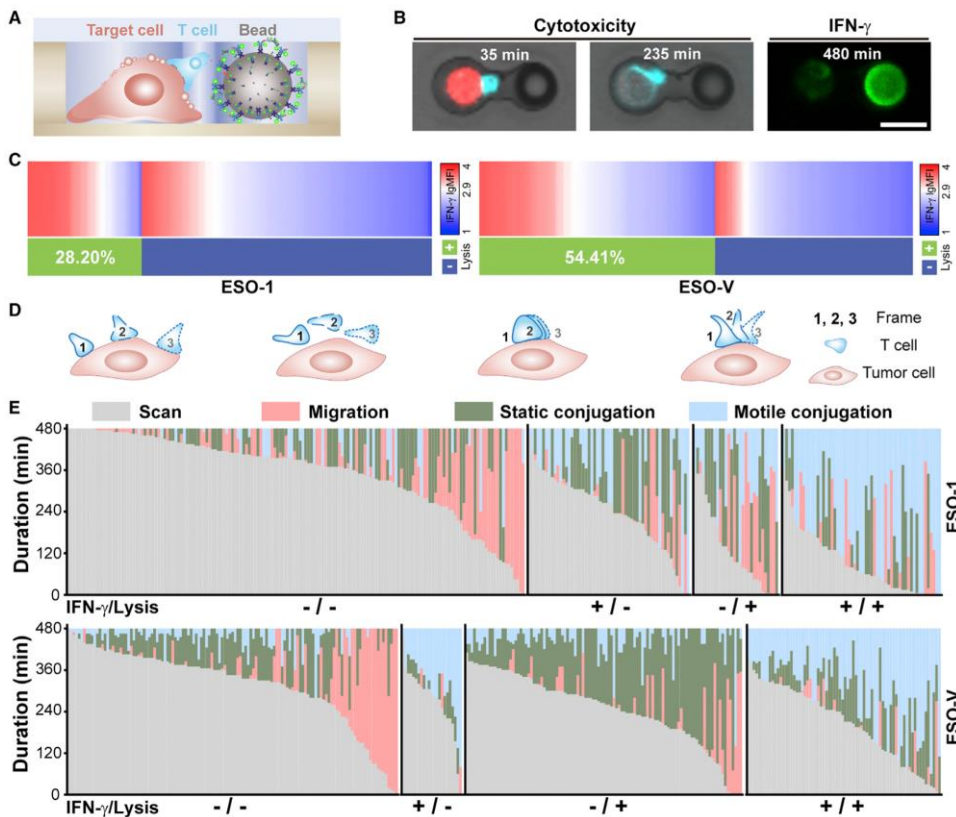 A
Target cell T cell Bead
B
Cytotoxicity IFN-γ
35 min 235 min 480 min
C
IFN-γ IgMFI
1 2.9 4
Lysis
+
-
28.20%
ESO-1
IFN-γ IgMFI
1 2.9 4
Lysis
+
-
54.41%
ESO-V
D
1 2 3
1 2 3
1 2 3
1 2 3
1, 2, 3 Frame
T cell
Tumor cell
E
Scan Migration Static conjugation Motile conjugation
Duration (min)
480
360
240
120
0
ESO-1
IFN-γ/Lysis - / - + / - - / + + / +
Duration (min)
480
360
240
120
0
ESO-V
IFN-γ/Lysis - / - + / - - / + + / +